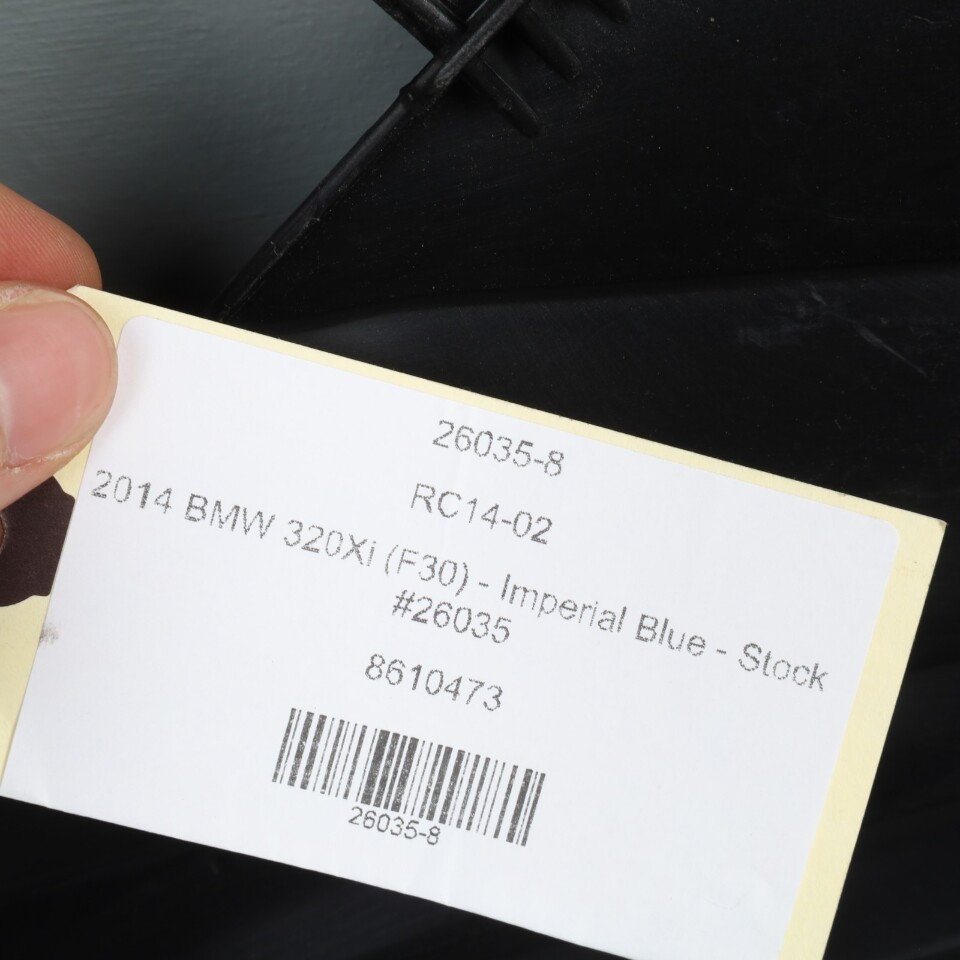 26035-8
RC14-02
2014 BMW 320Xi (F30) - Imperial Blue - Stock
#26035
8610473
26035-8